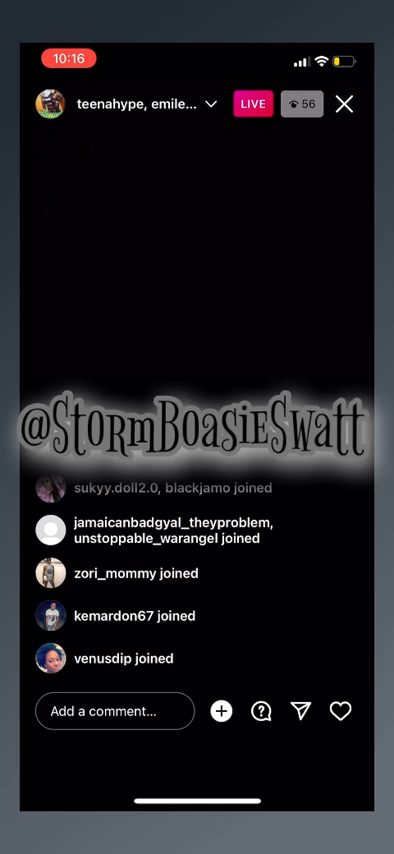 10:16
teenahype, emile...
LIVE
56
@StormBoasieSwatt
sukyy.doll2.0, blackjamo joined
jamaicanbadgyal_theyproblem,
unstoppable_warangel joined
zori_mommy joined
kemardon67 joined
venusdip joined
Add a comment...